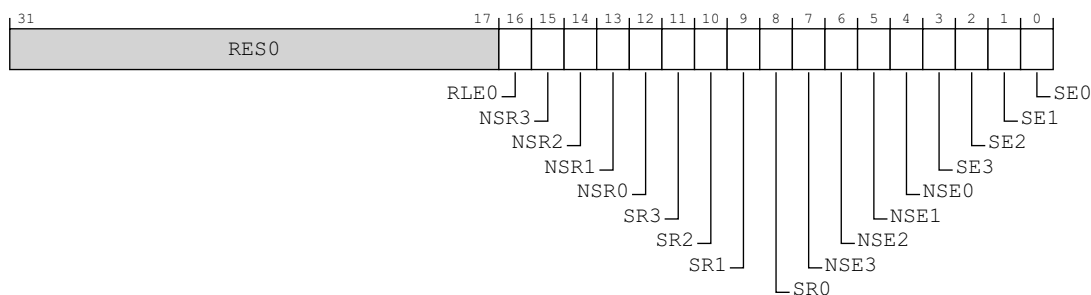 31 17 16 15 14 13 12 11 10 9 8 7 6 5 4 3 2 1 0
RES0
RLE0 SE0
NSR3 SE1
NSR2 SE2
NSR1 SE3
NSR0 NSE0
SR3 NSE1
SR2 NSE2
SR1 NSE3
SR0